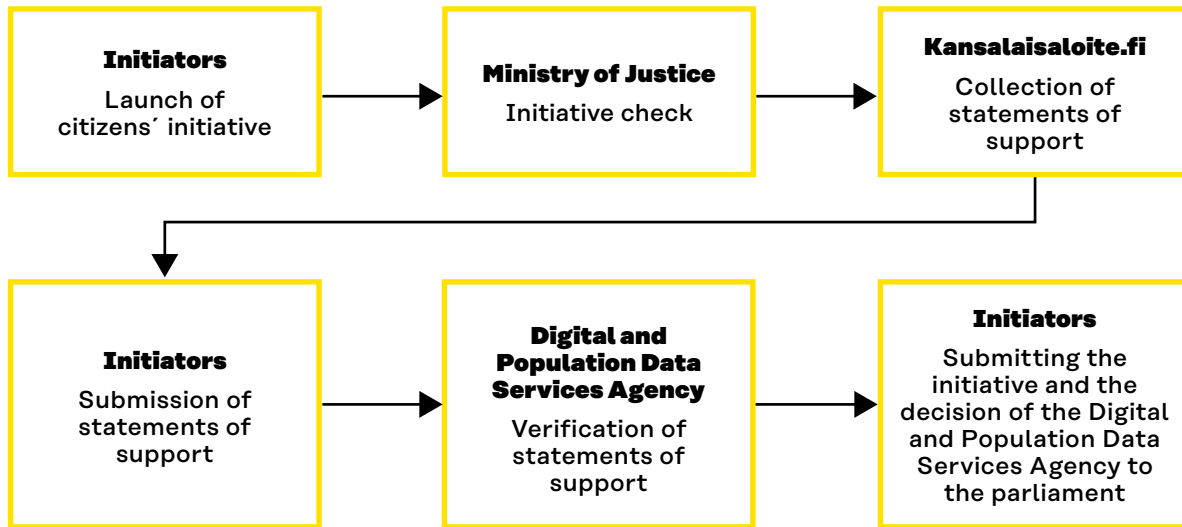 Initiators
Launch of
citizens´ initiative
Ministry of Justice
Initiative check
Kansalaisaloite.fi
Collection of
statements of
support
Initiators
Submission of
statements of
support
Digital and
Population Data
Services Agency
Verification of
statements of
support
Initiators
Submitting the
initiative and the
decision of the Digital
and Population Data
Services Agency to
the parliament